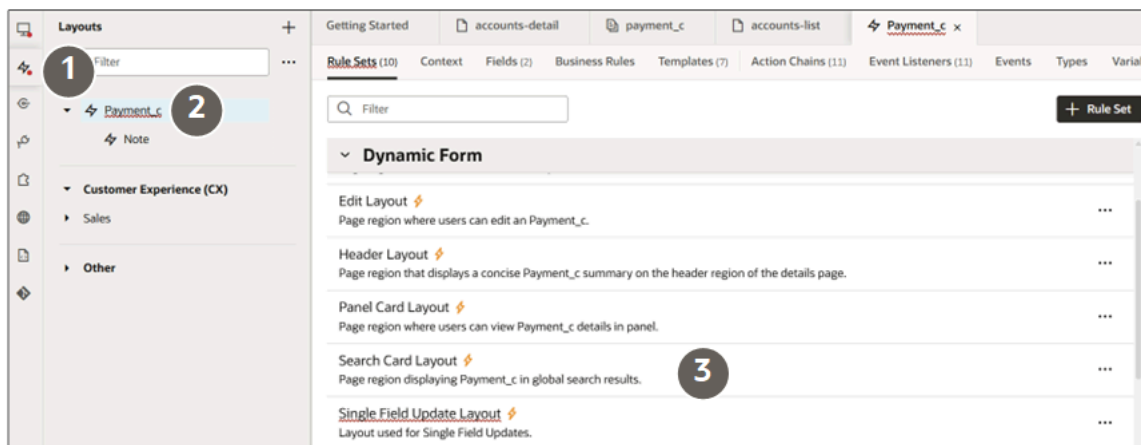 Layouts
Filter
Payment_c
Note
Customer Experience (CX)
Sales
Other
1
2
Getting Started
accounts-detail
payment_c
accounts-list
Payment_c
Rule Sets (10)
Context
Fields (2)
Business Rules
Templates (7)
Action Chains (11)
Event Listeners (11)
Events
Types
Varial
Filter
+ Rule Set
Dynamic Form
Edit Layout
Page region where users can edit an Payment_c.
Header Layout
Page region that displays a concise Payment_c summary on the header region of the details page.
Panel Card Layout
Page region where users can view Payment_c details in panel.
Search Card Layout
Page region displaying Payment_c in global search results.
3
Single Field Update Layout
Layout used for Single Field Updates.